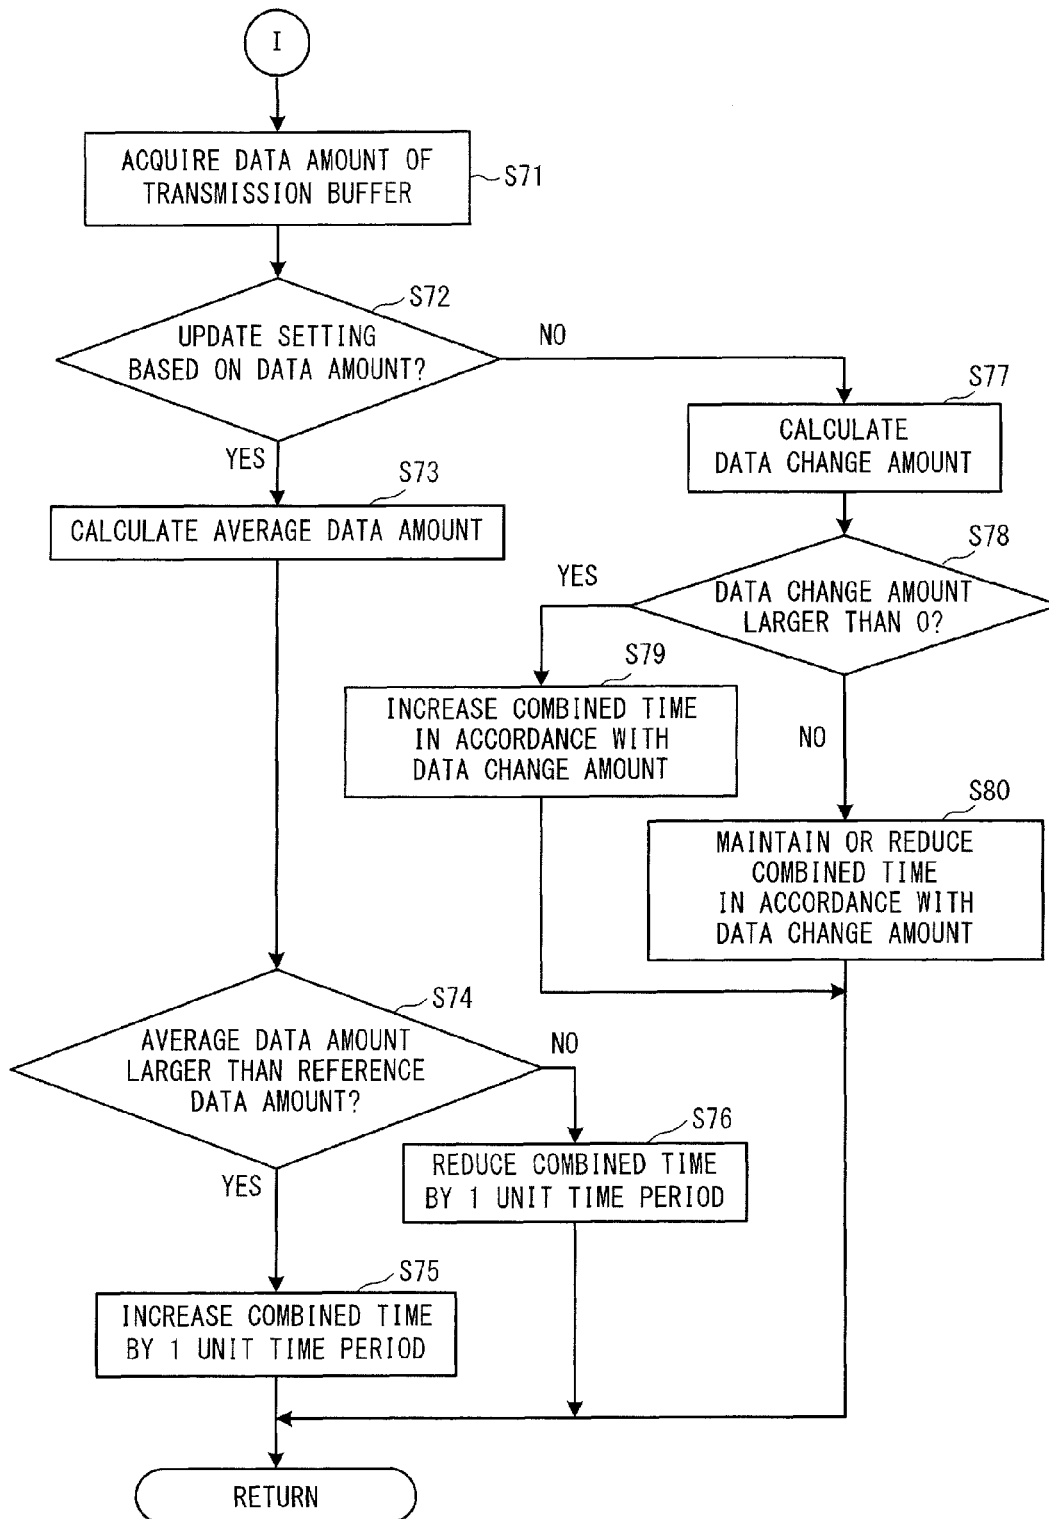 I
ACQUIRE DATA AMOUNT OF
TRANSMISSION BUFFER
S71
S72
UPDATE SETTING
BASED ON DATA AMOUNT?
NO
YES
S77
CALCULATE
DATA CHANGE AMOUNT
S73
CALCULATE AVERAGE DATA AMOUNT
S78
DATA CHANGE AMOUNT
LARGER THAN 0?
YES
NO
S79
INCREASE COMBINED TIME
IN ACCORDANCE WITH
DATA CHANGE AMOUNT
S80
MAINTAIN OR REDUCE
COMBINED TIME
IN ACCORDANCE WITH
DATA CHANGE AMOUNT
S74
AVERAGE DATA AMOUNT
LARGER THAN REFERENCE
DATA AMOUNT?
NO
YES
S76
REDUCE COMBINED TIME
BY 1 UNIT TIME PERIOD
S75
INCREASE COMBINED TIME
BY 1 UNIT TIME PERIOD
RETURN